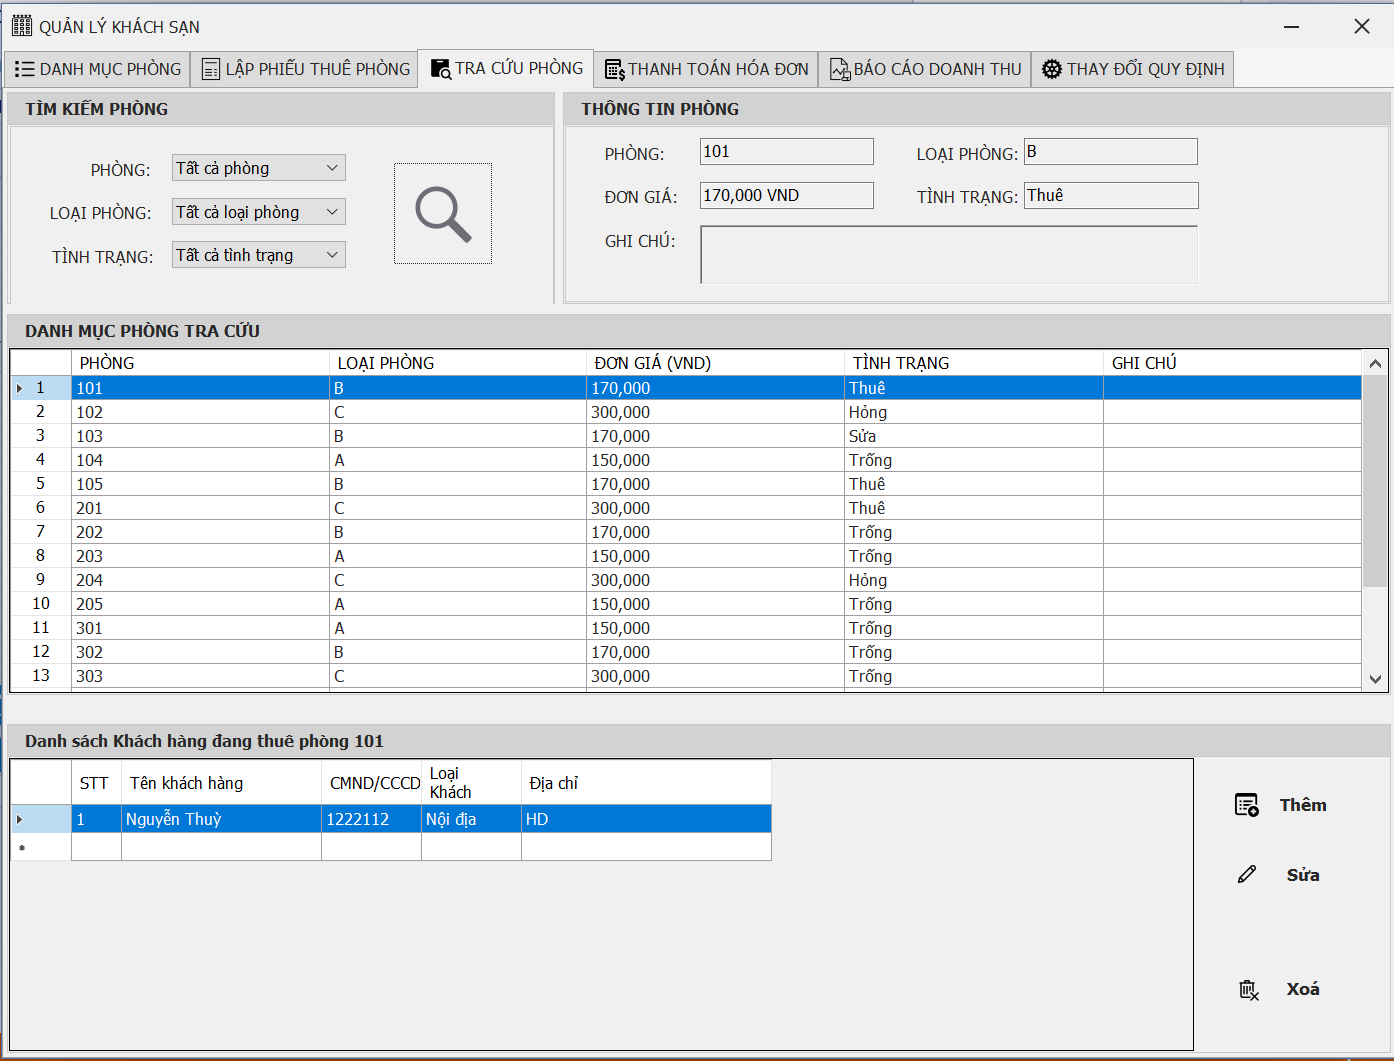 QUẢN LÝ KHÁCH SẠN
DANH MỤC PHÒNG LẬP PHIẾU THUÊ PHÒNG TRA CỨU PHÒNG THANH TOÁN HÓA ĐƠN BÁO CÁO DOANH THU THAY ĐỔI QUY ĐỊNH
TÌM KIẾM PHÒNG
PHÒNG: Tất cả phòng
LOẠI PHÒNG: Tất cả loại phòng
TÌNH TRẠNG: Tất cả tình trạng
THÔNG TIN PHÒNG
PHÒNG: 101 LOẠI PHÒNG: B
ĐƠN GIÁ: 170,000 VND TÌNH TRẠNG: Thuê
GHI CHÚ:
DANH MỤC PHÒNG TRA CỨU
PHÒNG LOẠI PHÒNG ĐƠN GIÁ (VND) TÌNH TRẠNG GHI CHÚ
1 101 B 170,000 Thuê
2 102 C 300,000 Hỏng
3 103 B 170,000 Sửa
4 104 A 150,000 Trống
5 105 B 170,000 Thuê
6 201 C 300,000 Thuê
7 202 B 170,000 Trống
8 203 A 150,000 Trống
9 204 C 300,000 Hỏng
10 205 A 150,000 Trống
11 301 A 150,000 Trống
12 302 B 170,000 Trống
13 303 C 300,000 Trống
Danh sách Khách hàng đang thuê phòng 101
STT Tên khách hàng CMND/CCCD Loại Khách Địa chỉ
1 Nguyễn Thuỳ 1222112 Nội địa HD
*
Thêm
Sửa
Xoá